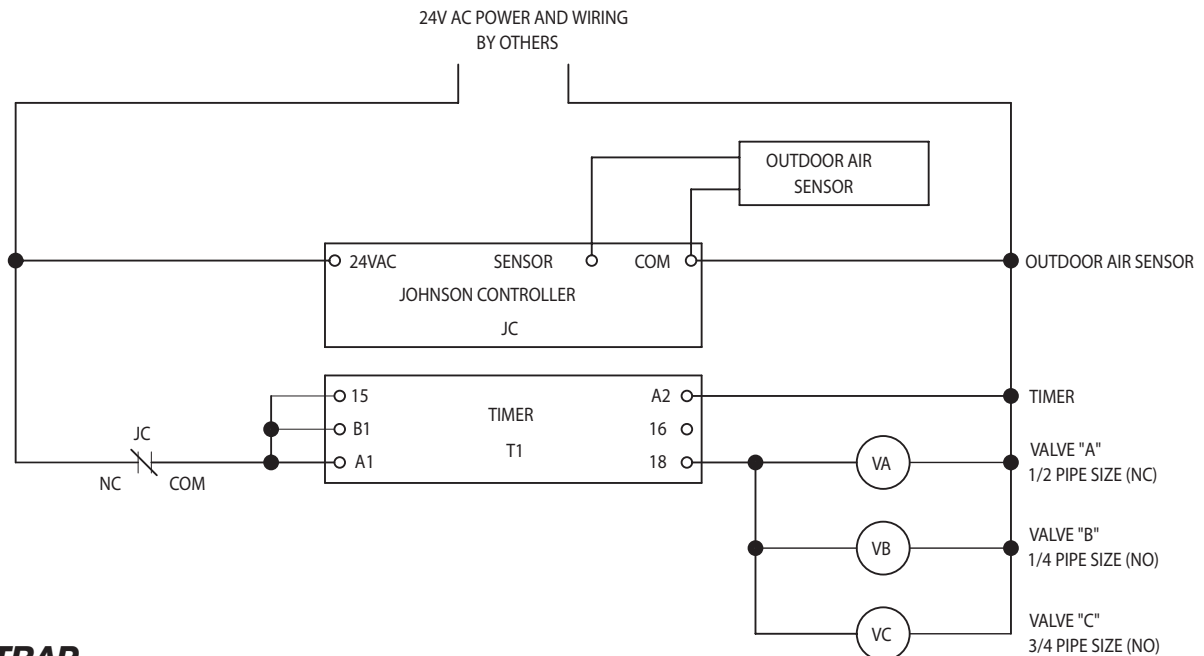 24V AC POWER AND WIRING
BY OTHERS
OUTDOOR AIR
SENSOR
24VAC
SENSOR
COM
OUTDOOR AIR SENSOR
JOHNSON CONTROLLER
JC
15
A2
TIMER
TIMER
B1
16
T1
JC
A1
18
NC
COM
VA
VALVE "A"
1/2 PIPE SIZE (NC)
VB
VALVE "B"
1/4 PIPE SIZE (NO)
VC
VALVE "C"
3/4 PIPE SIZE (NO)